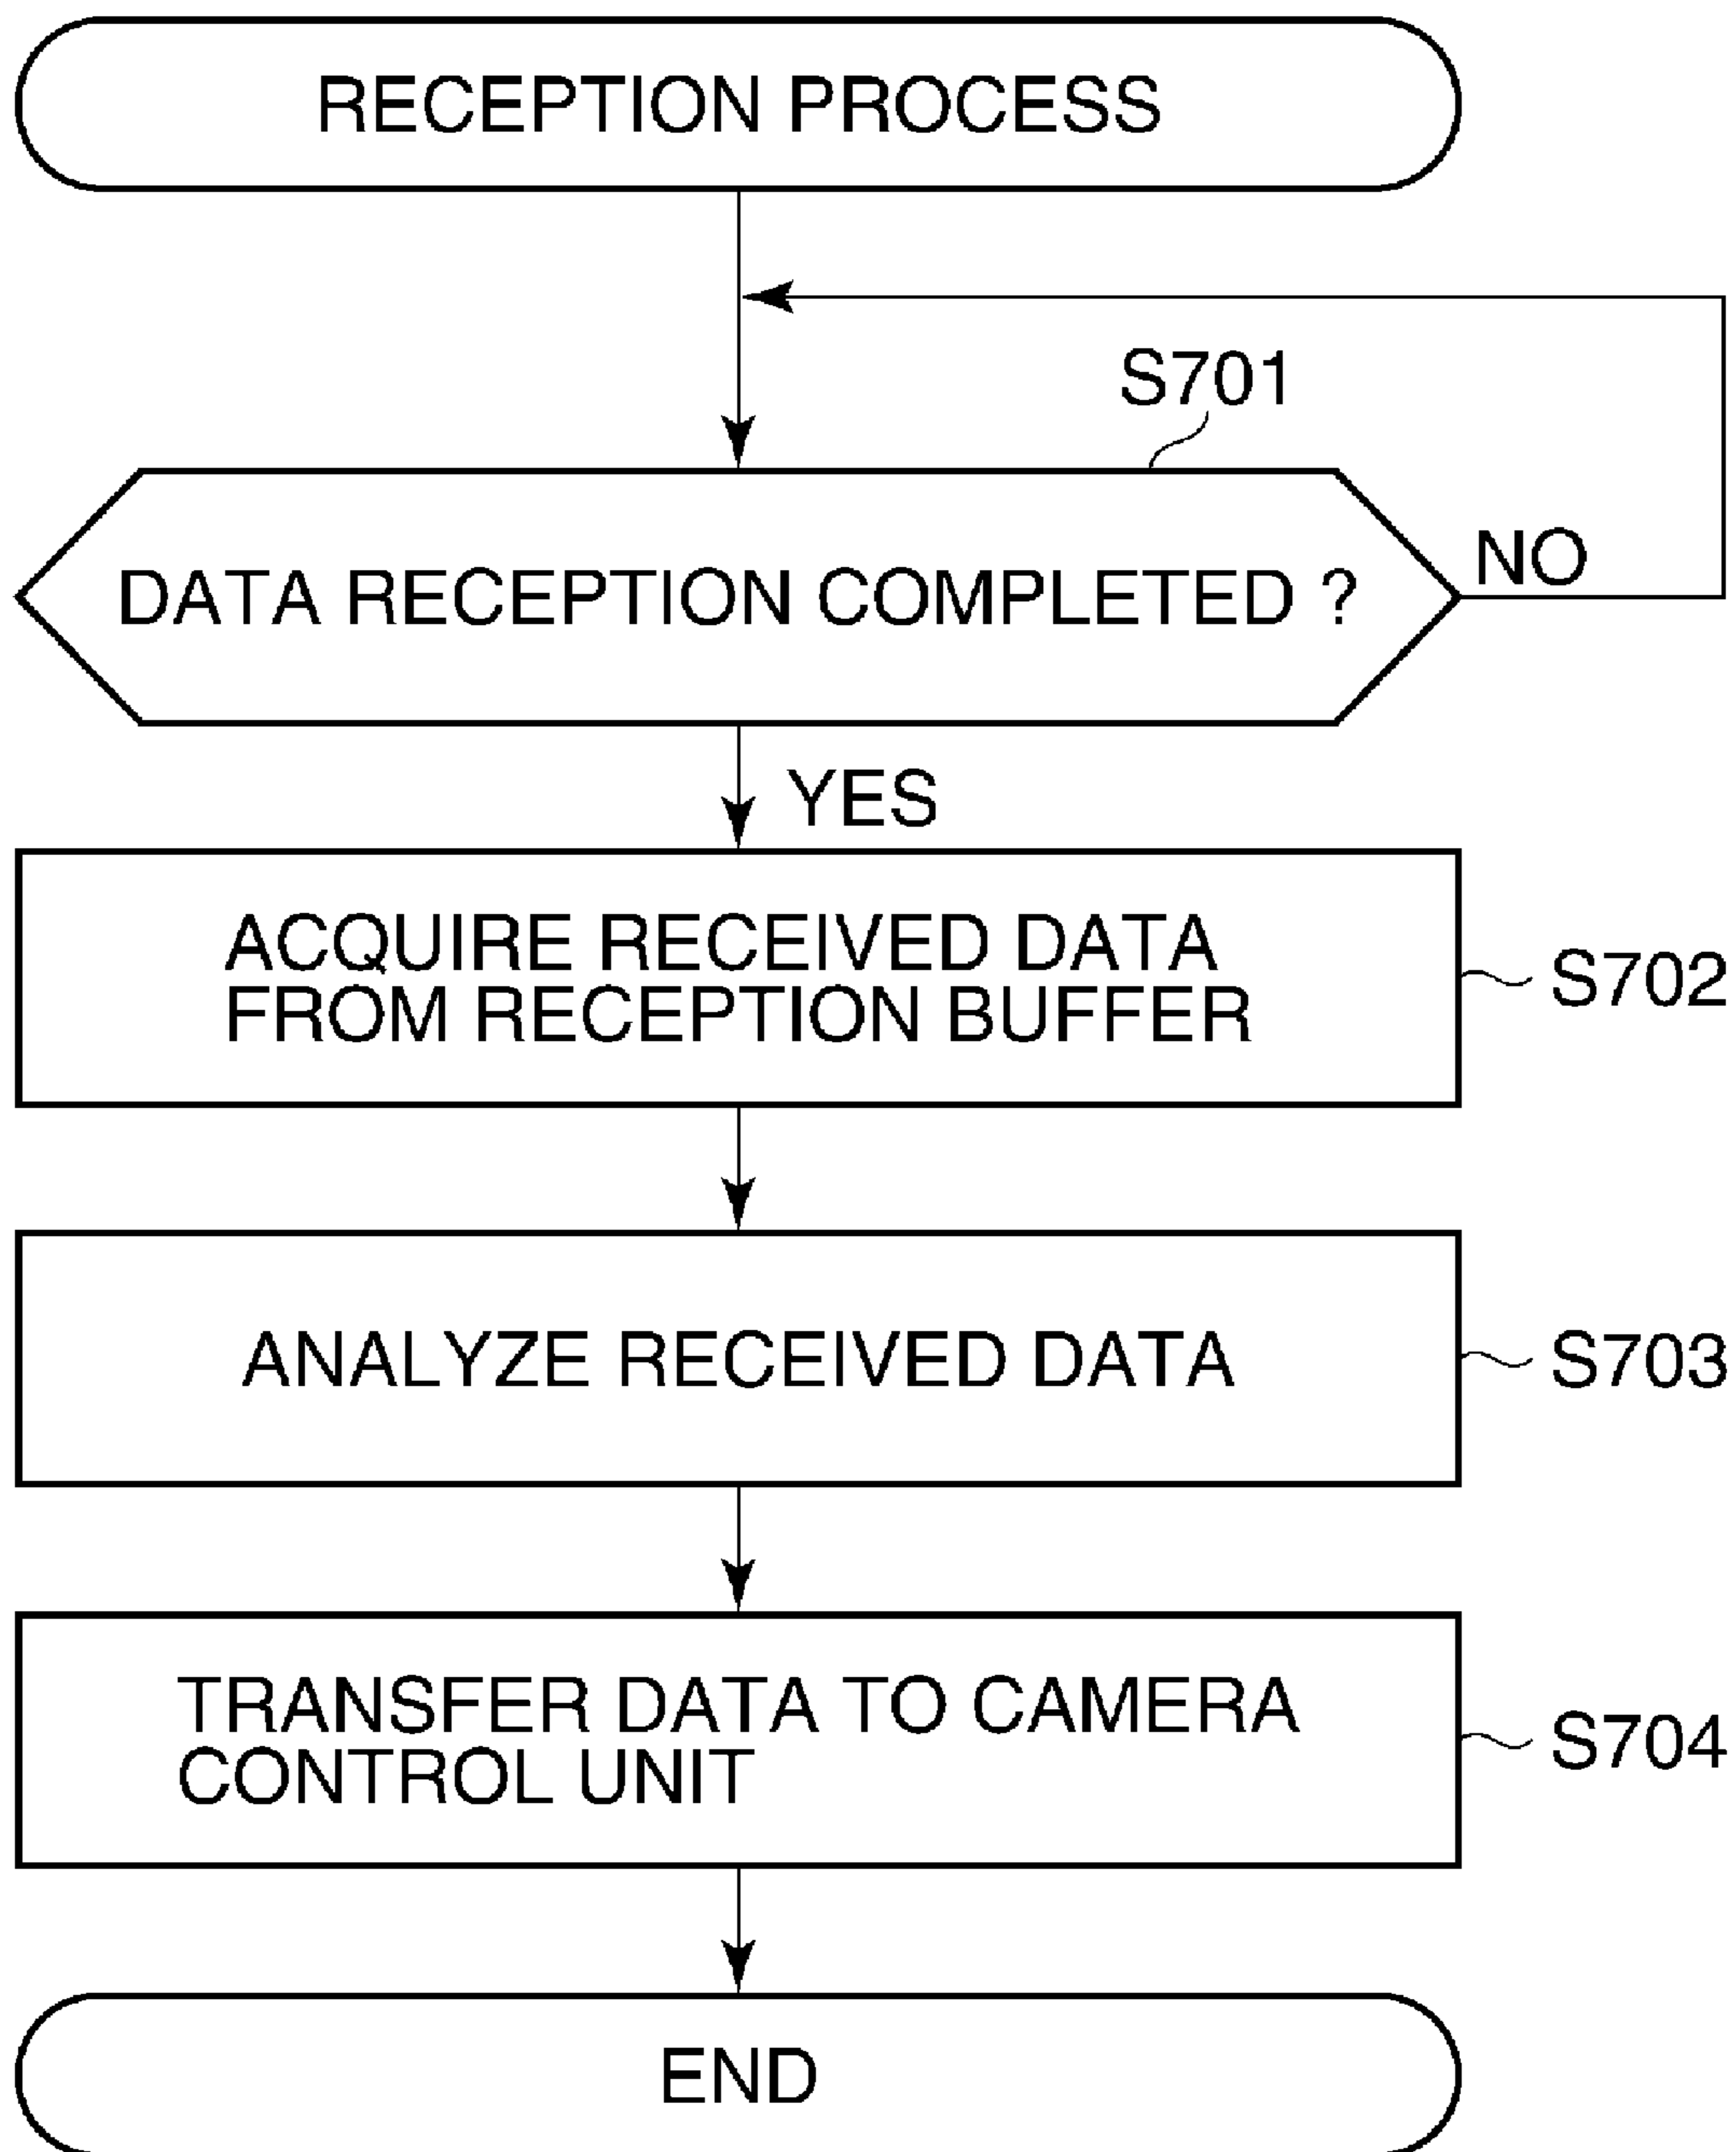 RECEPTION PROCESS
S701
DATA RECEPTION COMPLETED ?
NO
YES
ACQUIRE RECEIVED DATA
FROM RECEPTION BUFFER
S702
ANALYZE RECEIVED DATA
S703
TRANSFER DATA TO CAMERA
CONTROL UNIT
S704
END